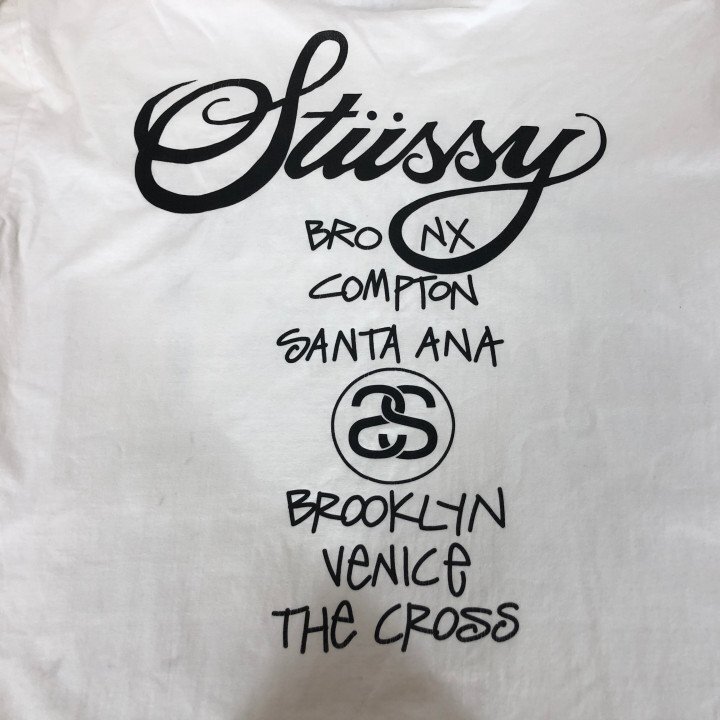 Stüssy
BRONX
COMPTON
SANTA ANA
SS
BROOKLYN
VENICE
THE CROSS